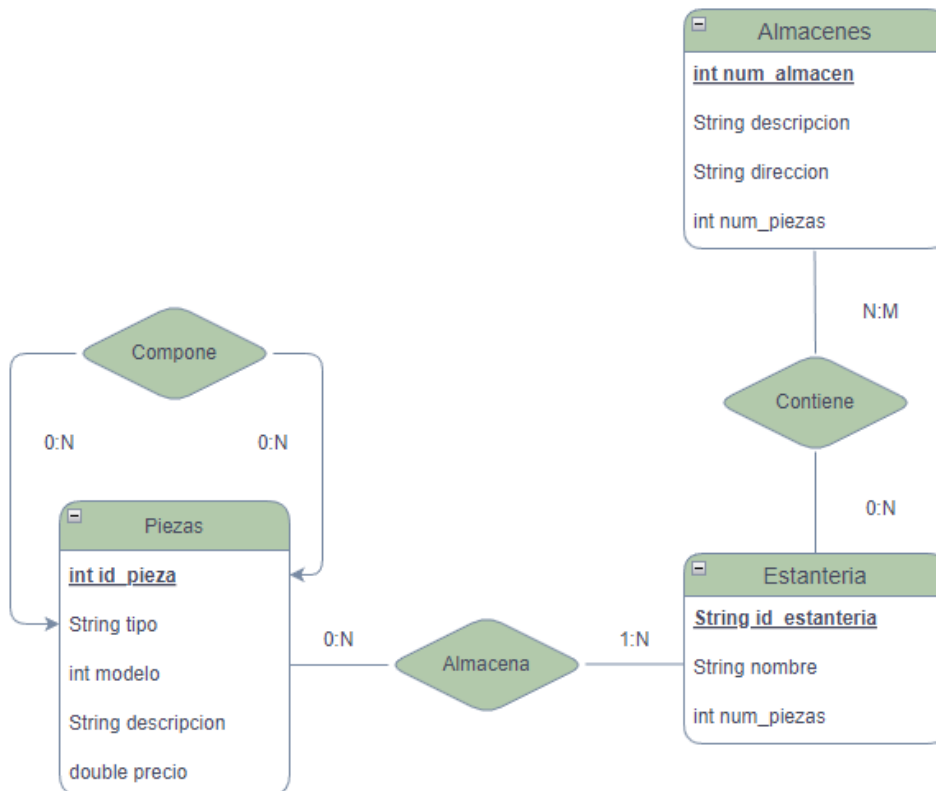 Almacenes
int num_almacen
String descripcion
String direccion
int num_piezas
N:M
Compone
Contiene
0:N
0:N
0:N
Piezas
int id_pieza
String tipo
int modelo
String descripcion
double precio
0:N
Almacena
1:N
Estanteria
String id_estanteria
String nombre
int num_piezas